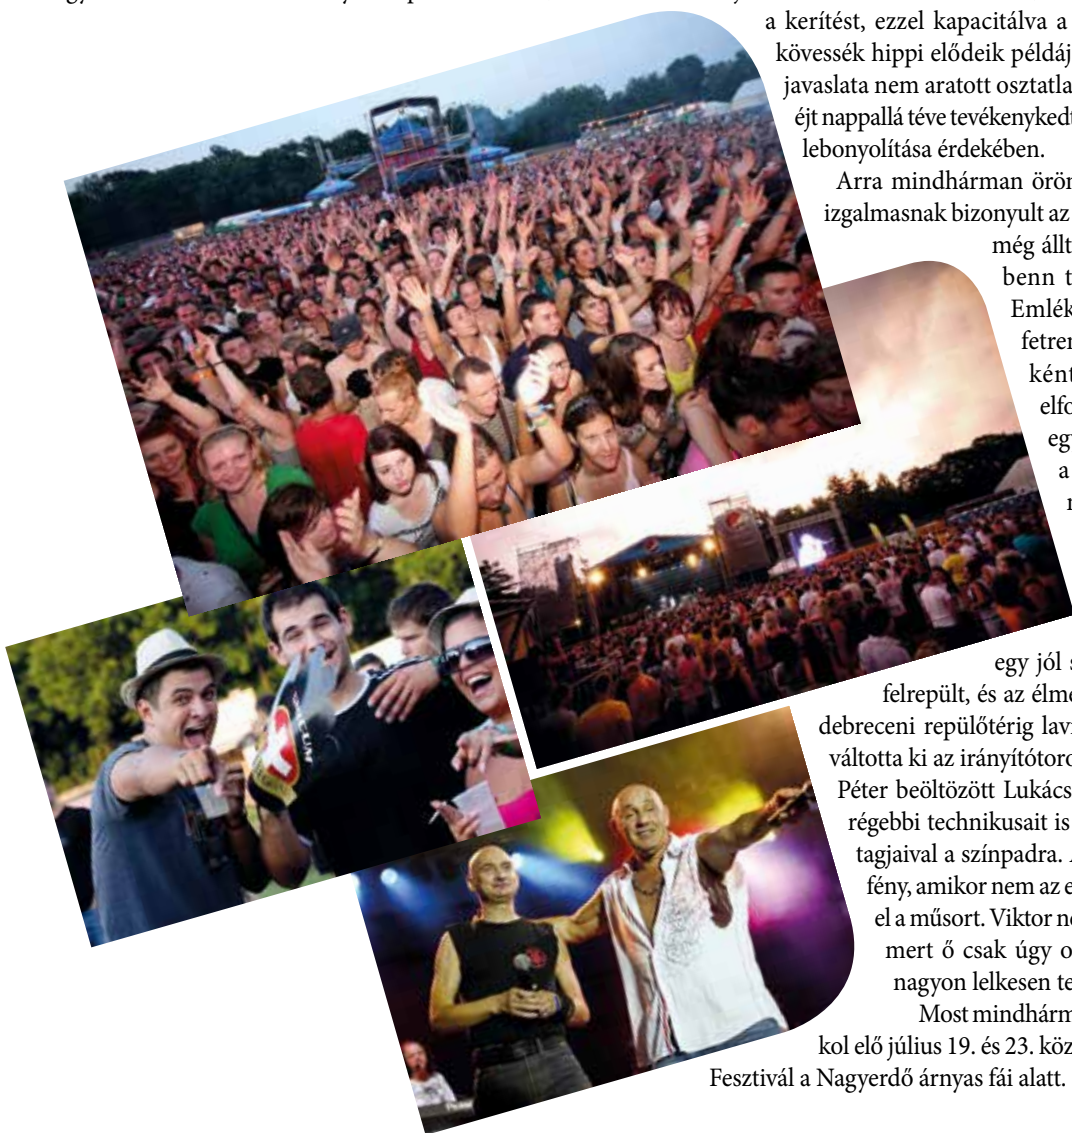 a kerítést, ezzel kapacitálva a
kövessék hippi elődeik példáj
javaslata nem aratott osztatla
éjt nappallá téve tevékenykedt
lebonyolítása érdekében.
Arra mindhárman öröm
izgalmasnak bizonyult az
még állt
benn t
Emlék
fetren
ként
elfo
egy
a
egy jól s
felrepült, és az élme
debreceni repülőtérig lavi
váltotta ki az irányítótoro
Péter beöltözött Lukács
régebbi technikusait is
tagjaival a színpadra. A
fény, amikor nem az e
el a műsort. Viktor ne
mert ő csak úgy o
nagyon lelkesen te
Most mindhárm
kol elő július 19. és 23. köz
Fesztivál a Nagyerdő árnyas fái alatt.